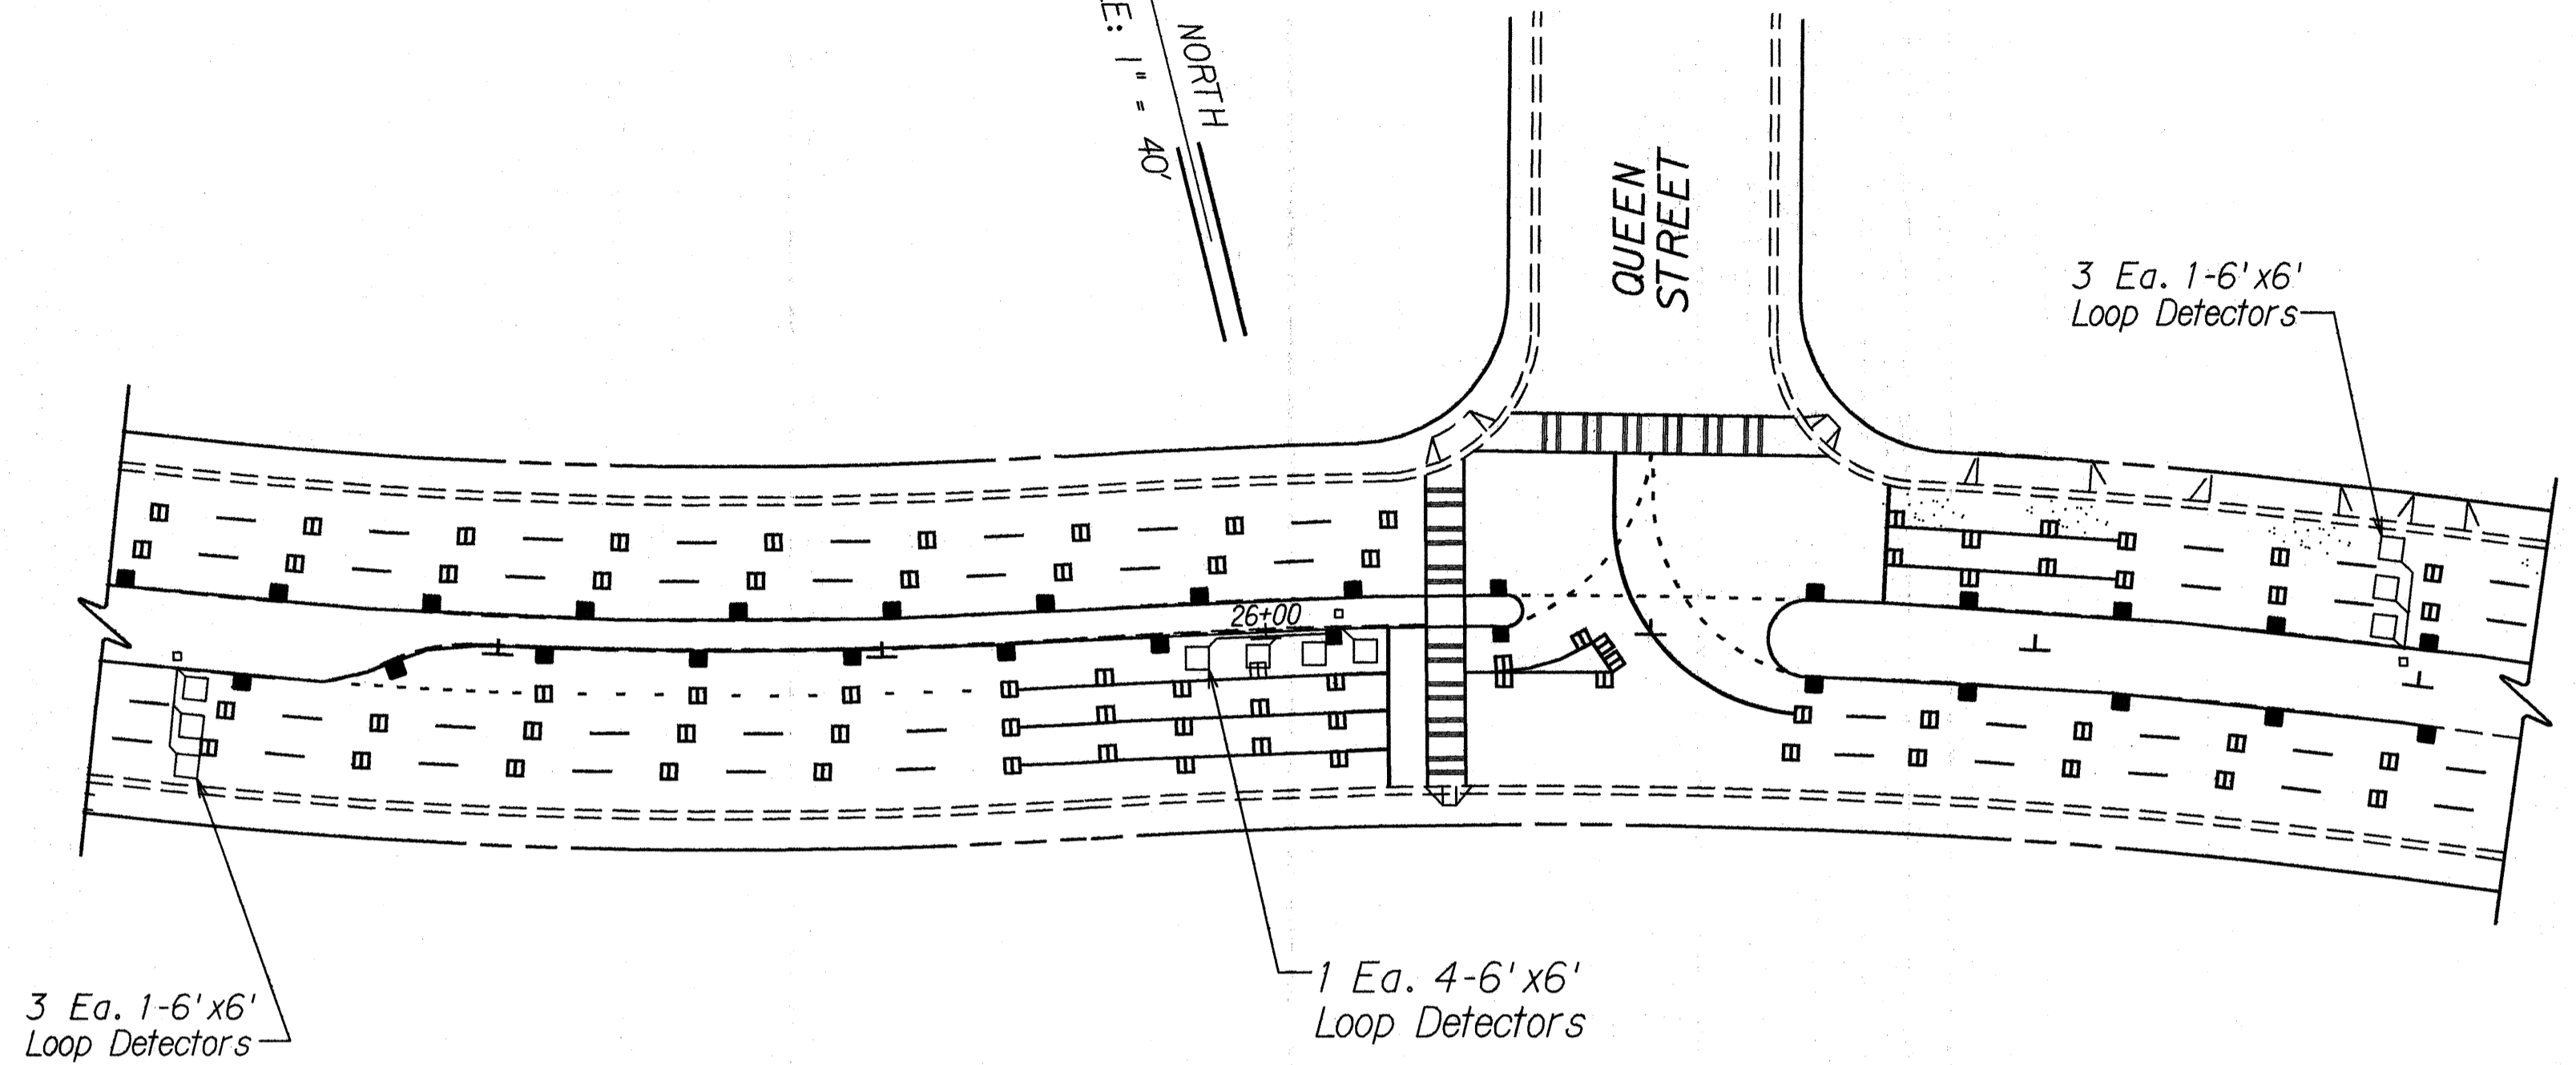 NORTH
E: 1" = 40'
QUEEN
STREET
3 Ea. 1-6'x6'
Loop Detectors
26+00
1 Ea. 4-6'x6'
Loop Detectors
3 Ea. 1-6'x6'
Loop Detectors